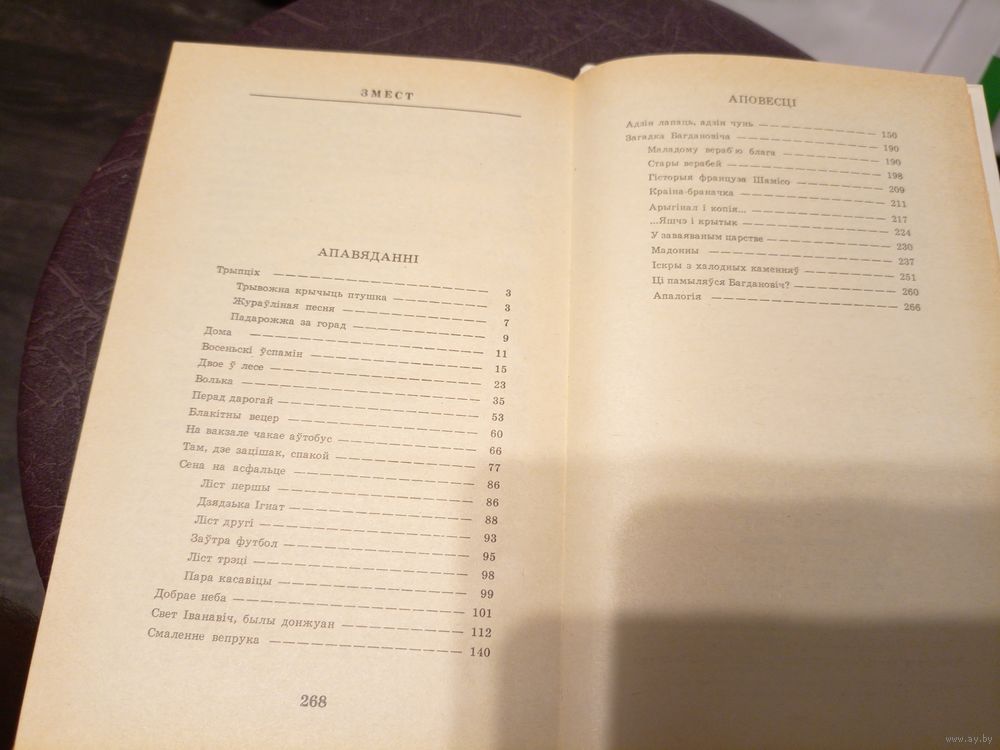 ЗМЕСТ
АПАВЯДАННІ
Трыпціх — 3
Трывожна крычыць птушка — 3
Жураўліная песня — 7
Падарожжа за горад — 9
Дома — 11
Восеньскі ўспамін — 15
Двое ў лесе — 23
Волька — 35
Перад дарогай — 53
Блакітны вецер — 60
На вакзале чакае аўтобус — 66
Там, дзе зацішак, спакой — 77
Сена на асфальце — 86
Ліст першы — 86
Дзядзька Ігнат — 88
Ліст другі — 93
Заўтра футбол — 95
Ліст трэці — 98
Пара касавіцы — 99
Добрае неба — 101
Свет Іванавіч, былы донжуан — 112
Смаленне вепрука — 140
268
АПОВЕСЦІ
Адзін лапаць, адзін чунь — 150
Загадка Багдановіча — 190
Маладому вераб'ю блага — 190
Стары верабей — 198
Гісторыя француза Шамісо — 209
Краіна-браначка — 211
Арыгінал і копія... — 217
...Яшчэ і крытык — 224
У заваяваным царстве — 230
Мадонны — 237
Іскры з халодных каменняў — 251
Ці памыляўся Багдановіч? — 260
Апалогія — 266
www.ay.by